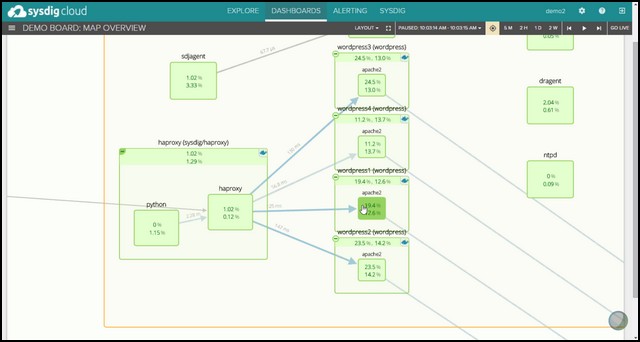 sysdig cloud
EXPLORE DASHBOARDS ALERTING SYSDIG
demo2
DEMO BOARD: MAP OVERVIEW
LAYOUT
PAUSED: 10:03:14 AM - 10:03:15 AM
5 M 2 H 1 D 2 W
GO LIVE
sdjagent
1.02 %
3.33 %
wordpress3 (wordpress)
24.5 %, 13.0 %
apache2
24.5 %
13.0 %
wordpress4 (wordpress)
11.2 %, 13.7 %
apache2
11.2 %
13.7 %
wordpress1 (wordpress)
19.4 %, 12.6 %
apache2
19.4 %
wordpress2 (wordpress)
23.5 %, 14.2 %
apache2
23.5 %
14.2 %
haproxy (sysdig/haproxy)
1.02 %
1.29 %
python
0 %
1.15 %
haproxy
1.02 %
0.12 %
dragent
2.04 %
0.61 %
ntpd
0 %
0.09 %